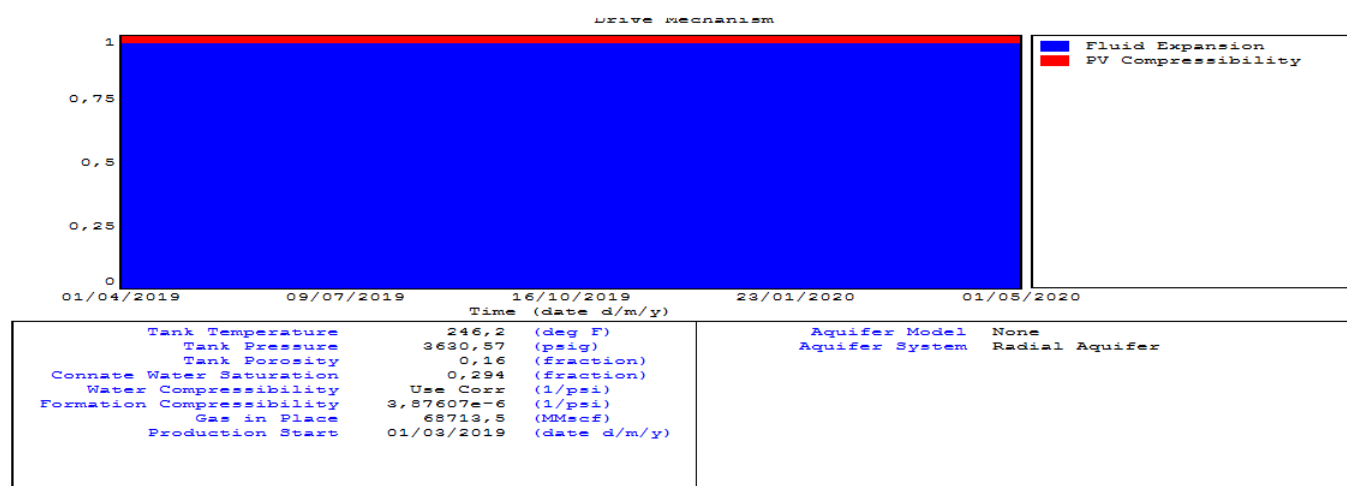 Drive Mechanism
1
0,75
0,5
0,25
0
01/04/2019 09/07/2019 16/10/2019 23/01/2020 01/05/2020
Time (date d/m/y)
Fluid Expansion
PV Compressibility
Tank Temperature 246,2 (deg F)
Tank Pressure 3630,57 (psig)
Tank Porosity 0,16 (fraction)
Connate Water Saturation 0,294 (fraction)
Water Compressibility Use Corr (1/psi)
Formation Compressibility 3,87607e-6 (1/psi)
Gas in Place 68713,5 (MMscf)
Production Start 01/03/2019 (date d/m/y)
Aquifer Model None
Aquifer System Radial Aquifer